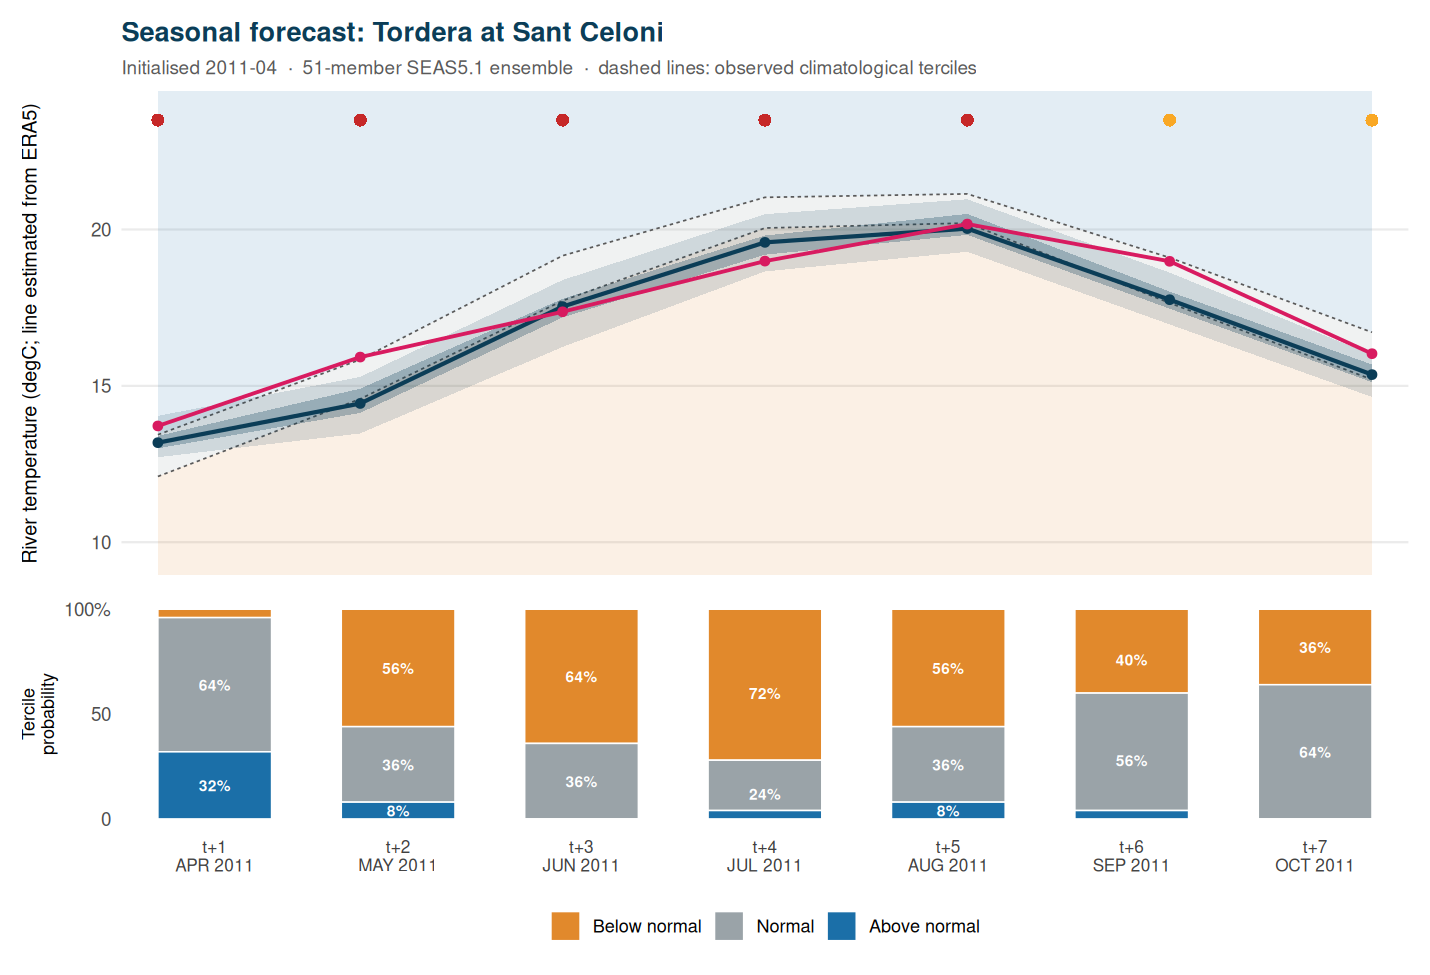 Seasonal forecast: Tordera at Sant Celoni
Initialised 2011-04 · 51-member SEAS5.1 ensemble · dashed lines: observed climatological terciles
River temperature (degC; line estimated from ERA5)
20
15
10
Tercile
probability
100%
50
0
64%
32%
56%
36%
8%
64%
36%
72%
24%
56%
36%
8%
40%
56%
36%
64%
t+1
APR 2011
t+2
MAY 2011
t+3
JUN 2011
t+4
JUL 2011
t+5
AUG 2011
t+6
SEP 2011
t+7
OCT 2011
Below normal
Normal
Above normal